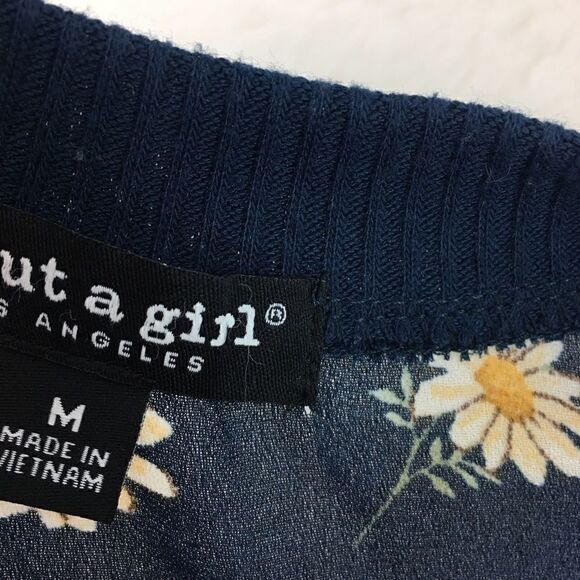 ut a girl®
S ANGELES
M
MADE IN
VIETNAM